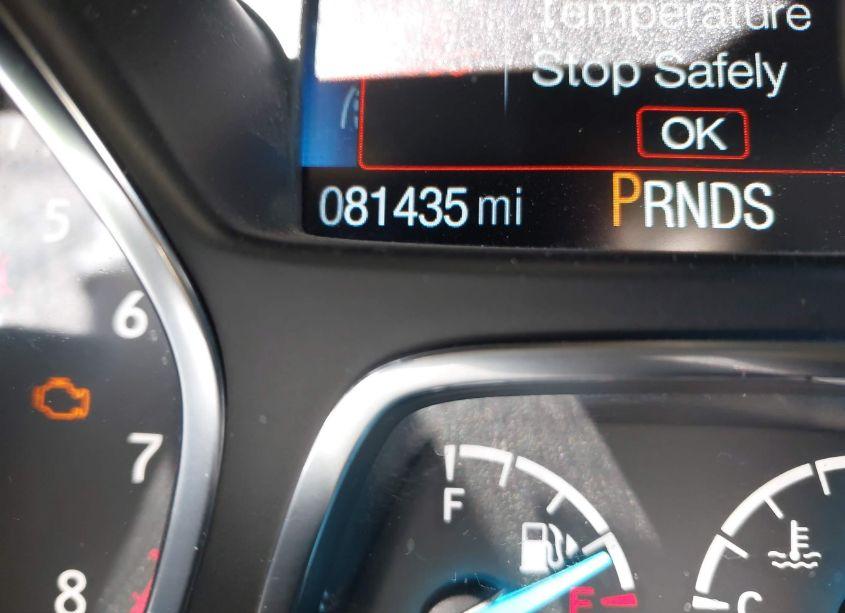 Temperature
Stop Safely
OK
081435 mi PRNDS
5
6
7
8
F
E
C